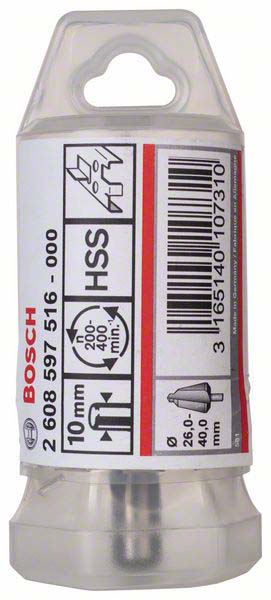 BOSCH
2 608 597 516 - 000
HSS
n
200-
400
min.⁻¹
10 mm
3 165140 107310
Made in Germany / Fabriqué en Allemagne
Ø
26,0-
40,0
mm